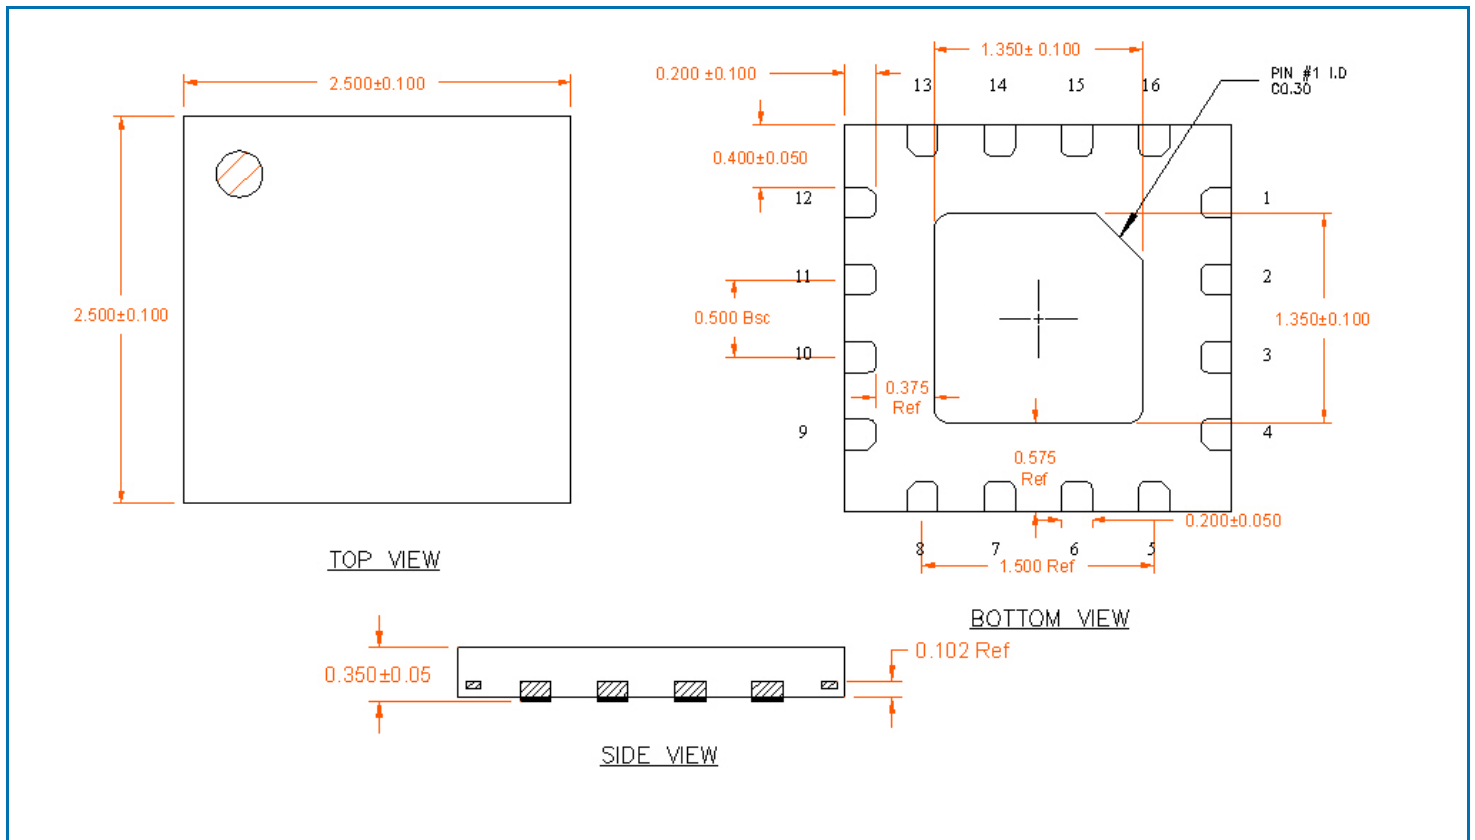 2.500±0.100
2.500±0.100
TOP VIEW
1.350± 0.100
0.200 ±0.100
13
14
15
16
PIN #1 I.D
C0.30
0.400±0.050
12
1
11
2
0.500 Bsc
1.350±0.100
10
3
0.375
Ref
9
4
0.575
Ref
0.200±0.050
8
7
6
5
1.500 Ref
BOTTOM VIEW
0.350±0.05
0.102 Ref
SIDE VIEW